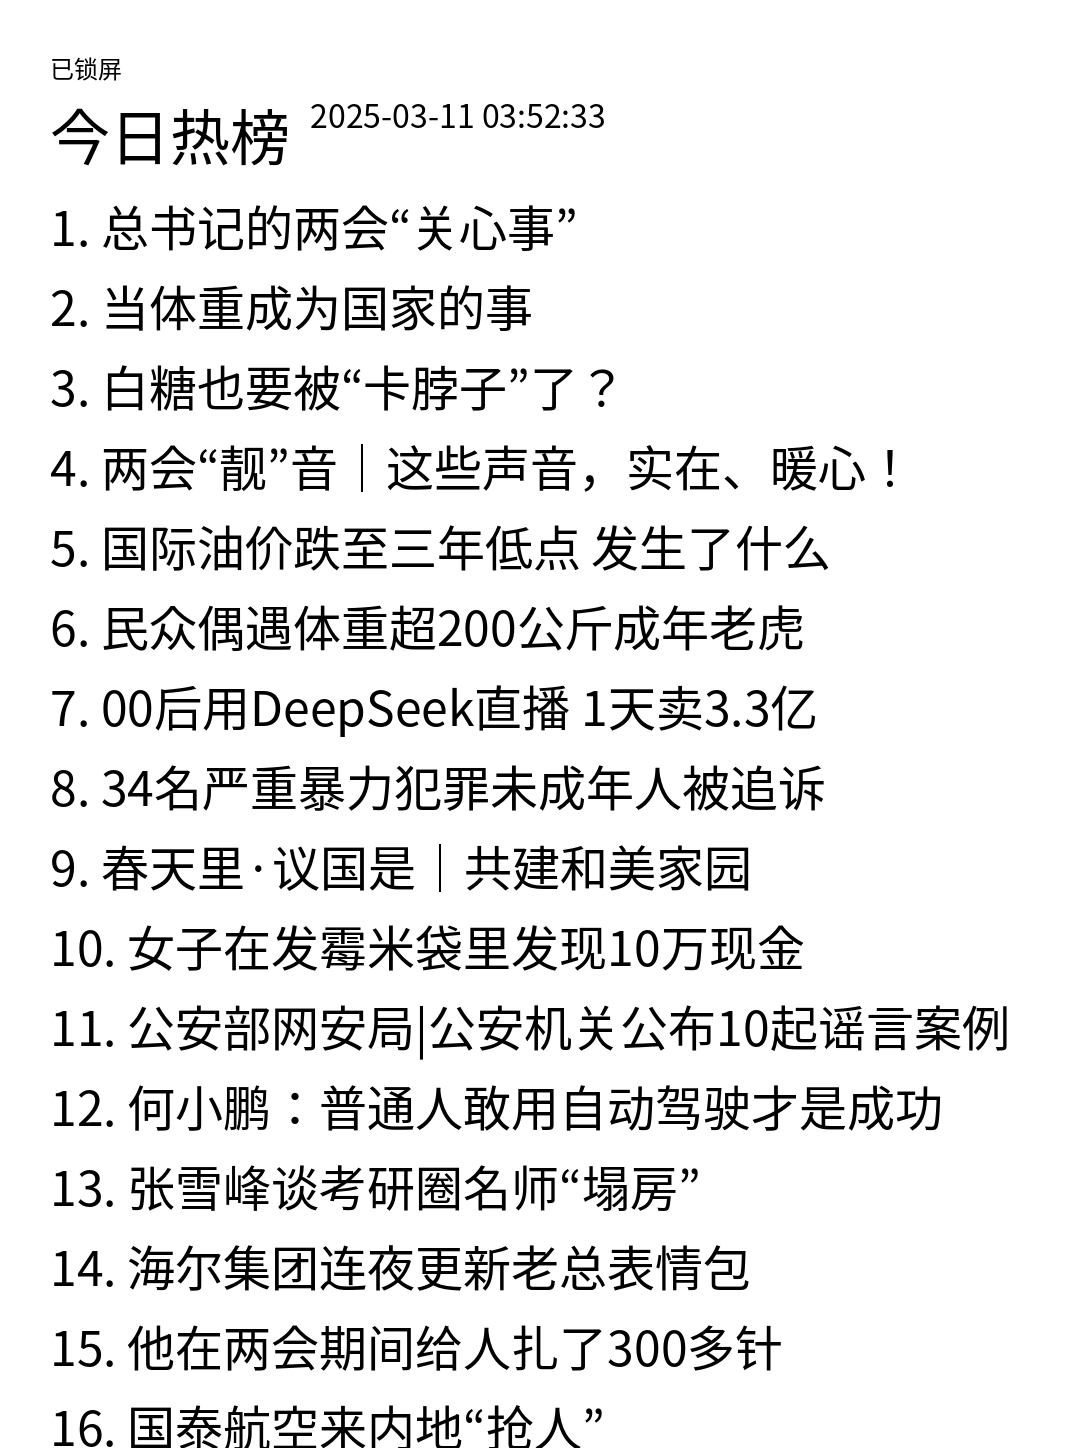 已锁屏
今日热榜 2025-03-11 03:52:33
1. 总书记的两会“关心事”
2. 当体重成为国家的事
3. 白糖也要被“卡脖子”了？
4. 两会“靓”音｜这些声音，实在、暖心！
5. 国际油价跌至三年低点 发生了什么
6. 民众偶遇体重超200公斤成年老虎
7. 00后用DeepSeek直播 1天卖3.3亿
8. 34名严重暴力犯罪未成年人被追诉
9. 春天里·议国是｜共建和美家园
10. 女子在发霉米袋里发现10万现金
11. 公安部网安局|公安机关公布10起谣言案例
12. 何小鹏：普通人敢用自动驾驶才是成功
13. 张雪峰谈考研圈名师“塌房”
14. 海尔集团连夜更新老总表情包
15. 他在两会期间给人扎了300多针
16. 国泰航空来内地“抢人”